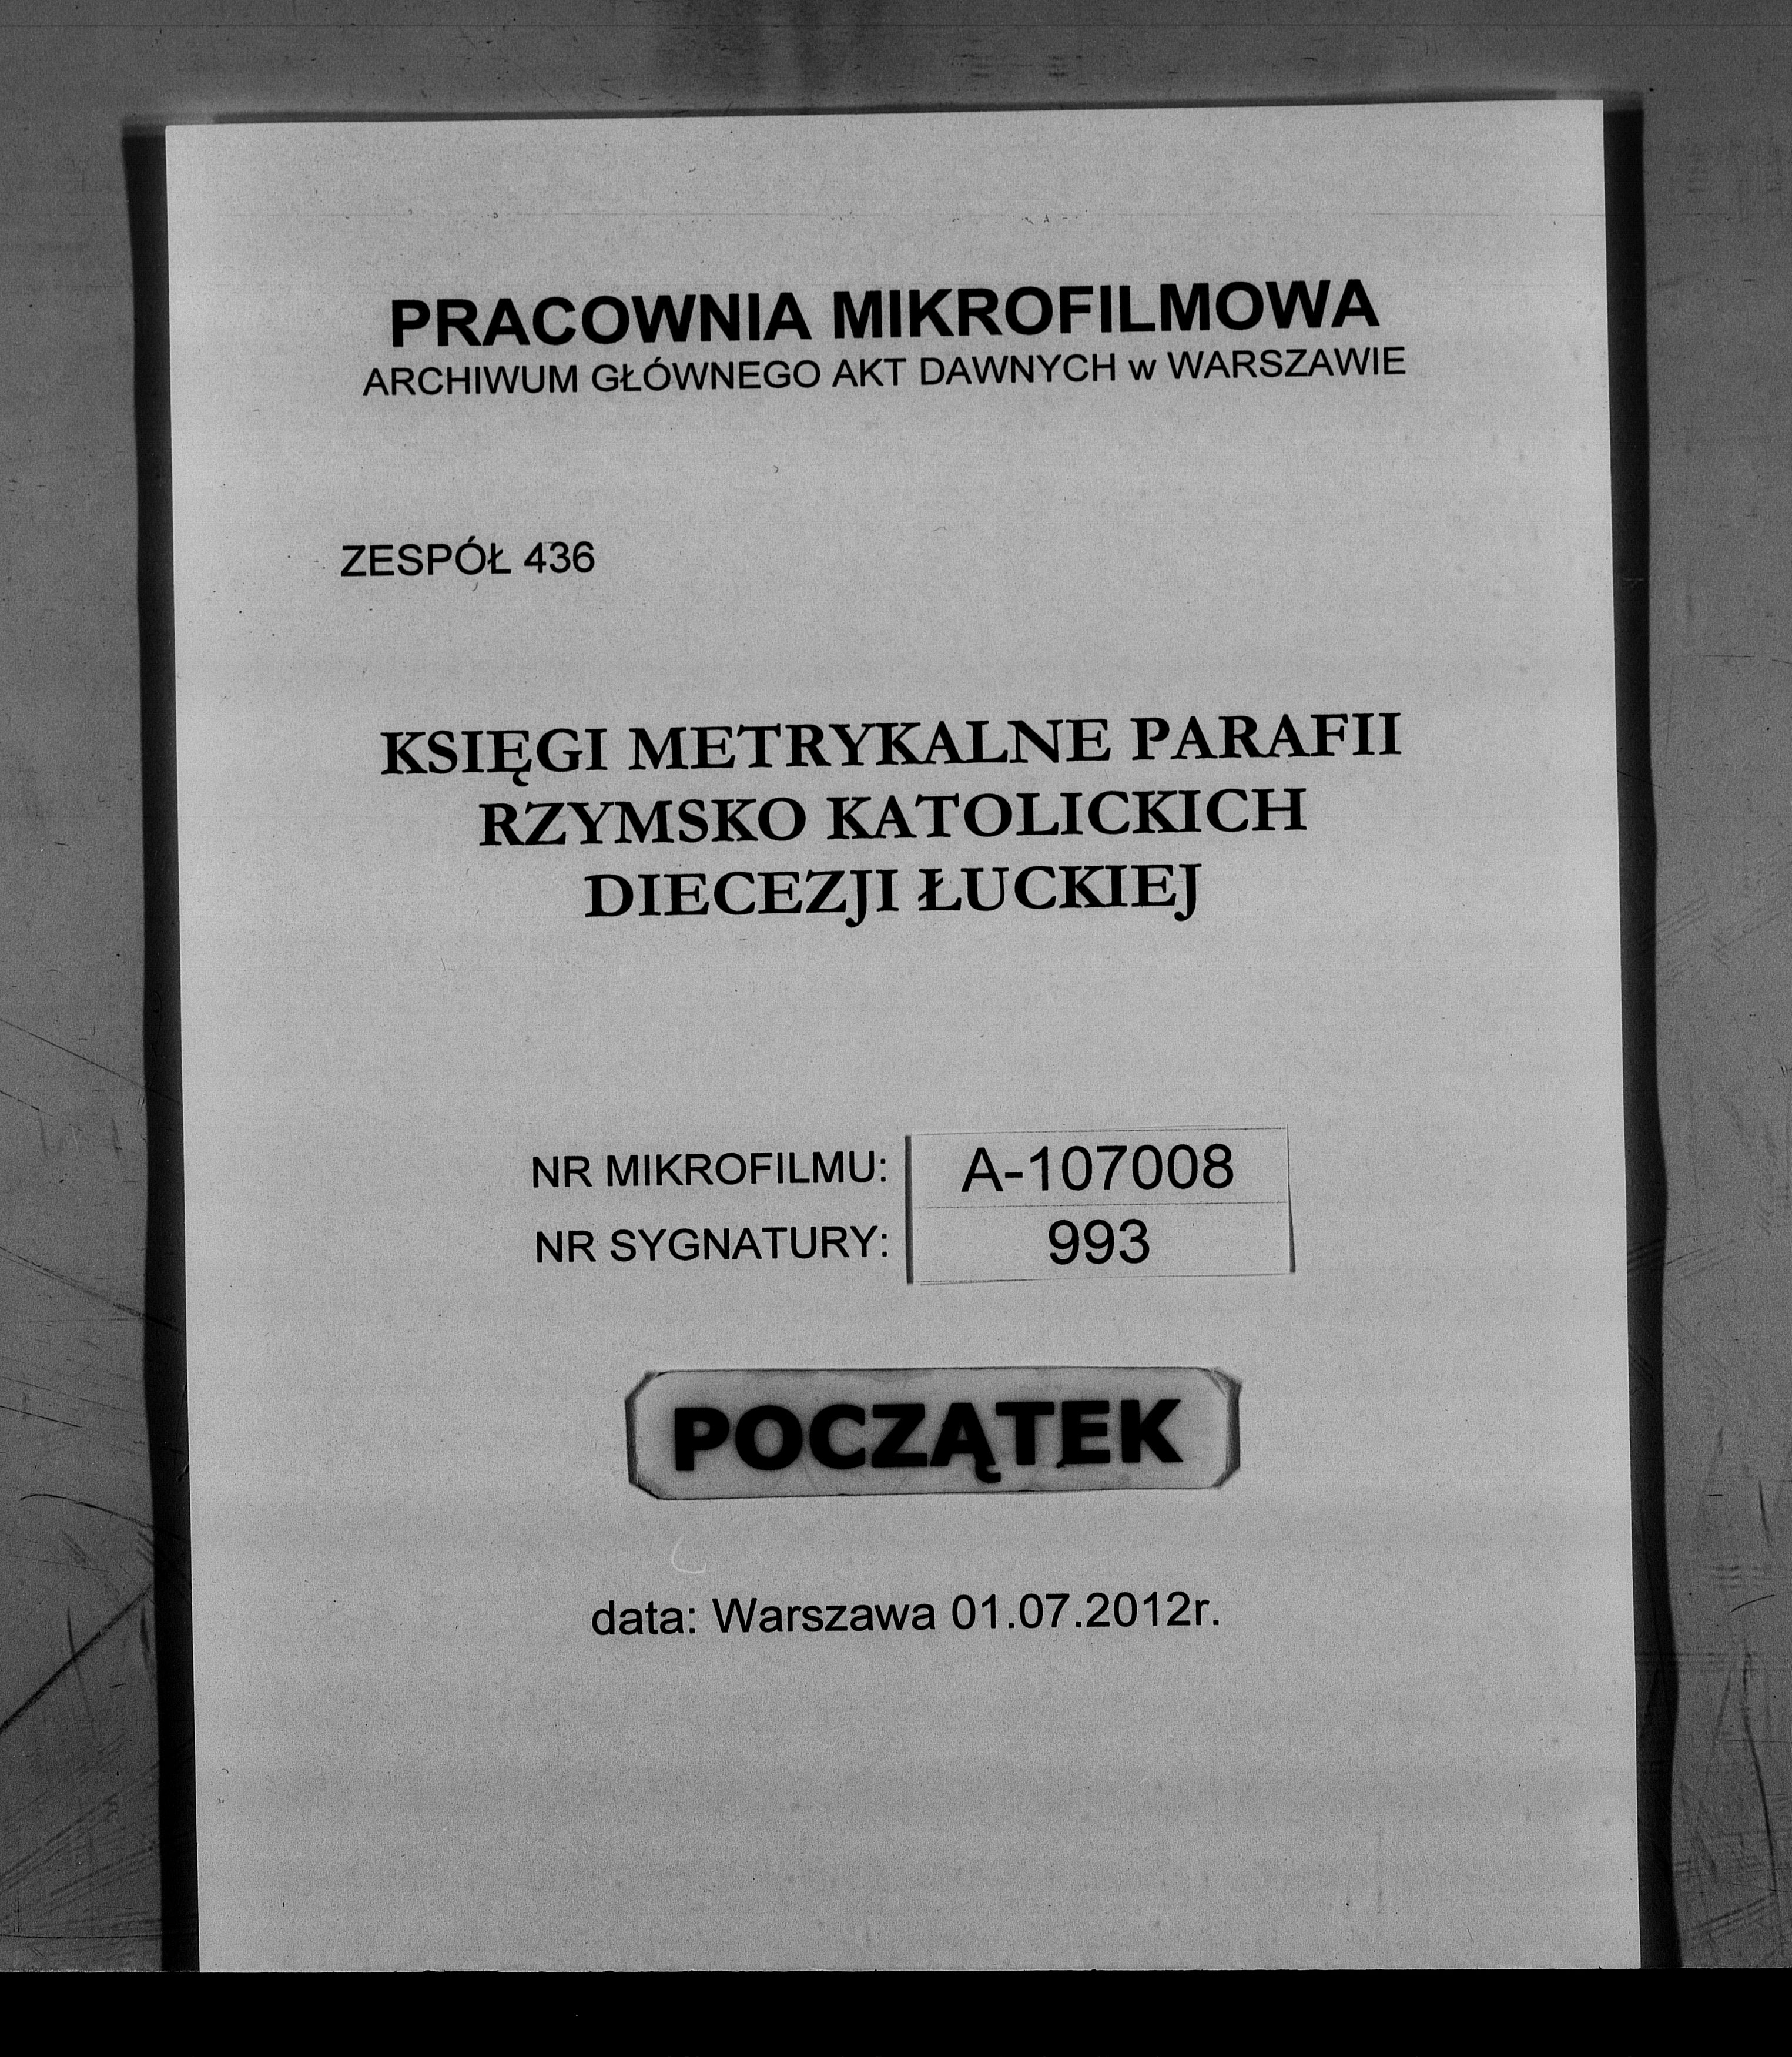 PRACOWNIA MIKROFILMOWA
ARCHIWUM GŁÓWNEGO AKT DAWNYCH w WARSZAWIE
ZESPÓŁ 436
KSIĘGI METRYKALNE PARAFII
RZYMSKO KATOLICKICH
DIECEZJI ŁUCKIEJ
NR MIKROFILMU: A-107008
NR SYGNATURY: 993
POCZĄTEK
data: Warszawa 01.07.2012r.